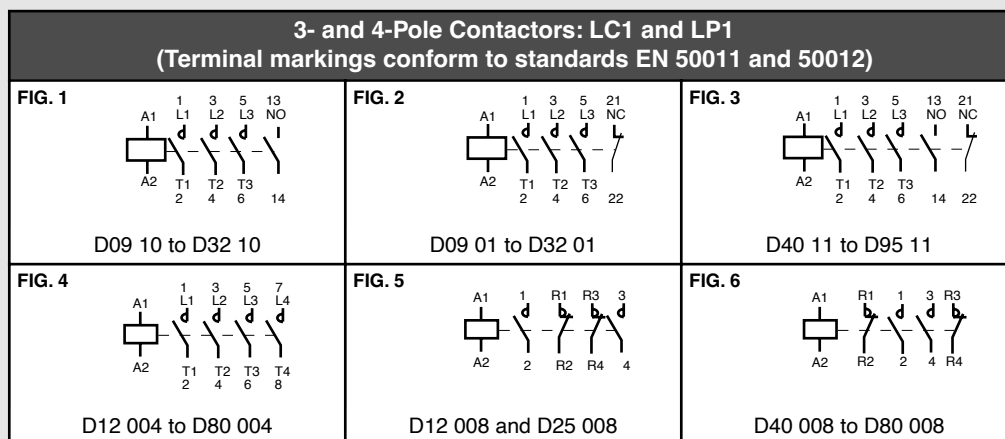 3- and 4-Pole Contactors: LC1 and LP1
(Terminal markings conform to standards EN 50011 and 50012)
FIG. 1
1 3 5 13
A1 L1 L2 L3 NO
A2 T1 T2 T3
2 4 6 14
D09 10 to D32 10
FIG. 2
1 3 5 21
A1 L1 L2 L3 NC
A2 T1 T2 T3
2 4 6 22
D09 01 to D32 01
FIG. 3
1 3 5 13 21
A1 L1 L2 L3 NO NC
A2 T1 T2 T3
2 4 6 14 22
D40 11 to D95 11
FIG. 4
1 3 5 7
A1 L1 L2 L3 L4
A2 T1 T2 T3 T4
2 4 6 8
D12 004 to D80 004
FIG. 5
A1 1 R1 R3 3
A2 2 R2 R4 4
D12 008 and D25 008
FIG. 6
A1 R1 1 3 R3
A2 R2 2 4 R4
D40 008 to D80 008